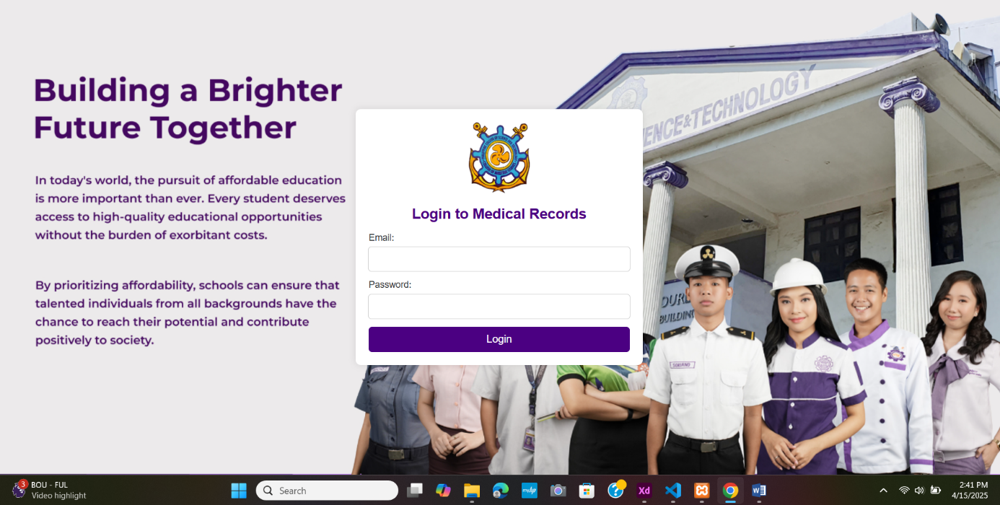 Building a Brighter
Future Together
In today's world, the pursuit of affordable education
is more important than ever. Every student deserves
access to high-quality educational opportunities
without the burden of exorbitant costs.
By prioritizing affordability, schools can ensure that
talented individuals from all backgrounds have the
chance to reach their potential and contribute
positively to society.
Login to Medical Records
Email:
Password:
Login
ENCE&TECHNOLOGY
BUILDING
SORIANO
3
BOU - FUL
Video highlight
Search
myhp
Xd
2:41 PM
4/15/2025